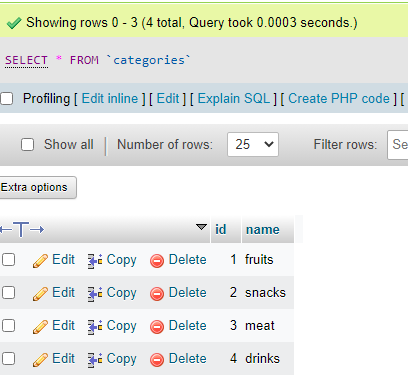 Showing rows 0 - 3 (4 total, Query took 0.0003 seconds.)
SELECT * FROM `categories`
Profiling [ Edit inline ] [ Edit ] [ Explain SQL ] [ Create PHP code ] [
Show all Number of rows: 25 Filter rows: Se
Extra options
id name
Edit Copy Delete 1 fruits
Edit Copy Delete 2 snacks
Edit Copy Delete 3 meat
Edit Copy Delete 4 drinks